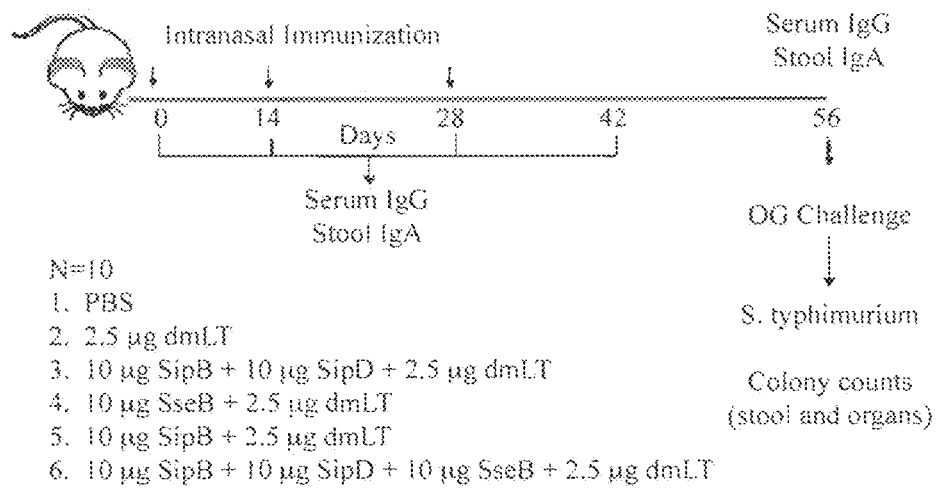 Intranasal Immunization
Serum IgG
Stool IgA
0 14 28 42 56
Days
Serum IgG
Stool IgA
OG Challenge
S. typhimurium
Colony counts
(stool and organs)
N=10
1. PBS
2. 2.5 µg dmLT
3. 10 µg SipB + 10 µg SipD + 2.5 µg dmLT
4. 10 µg SseB + 2.5 µg dmLT
5. 10 µg SipB + 2.5 µg dmLT
6. 10 µg SipB + 10 µg SipD + 10 µg SseB + 2.5 µg dmLT